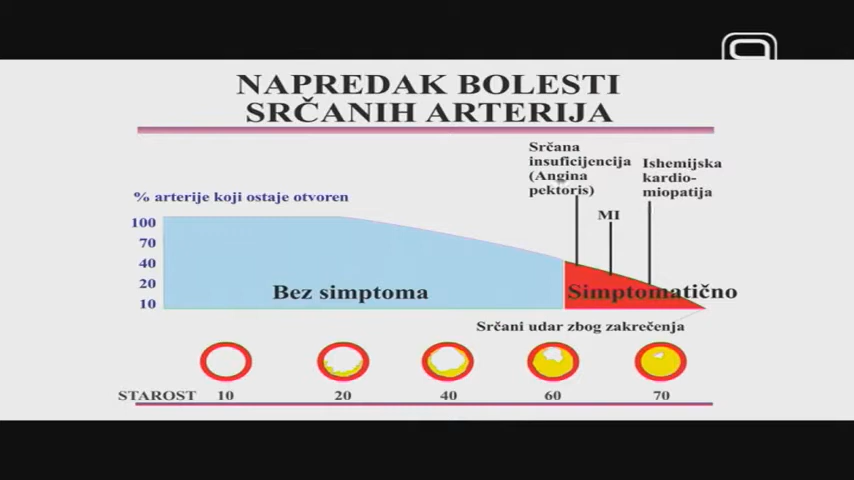 NAPREDAK BOLESTI
SRČANIH ARTERIJA
Srčana
insuficijencija
(Angina
pektoris)
MI
Ishemijska
kardio-
miopatija
% arterije koji ostaje otvoren
100
70
40
20
10
Bez simptoma
Simptomatično
Srčani udar zbog zakrečenja
STAROST 10 20 40 60 70